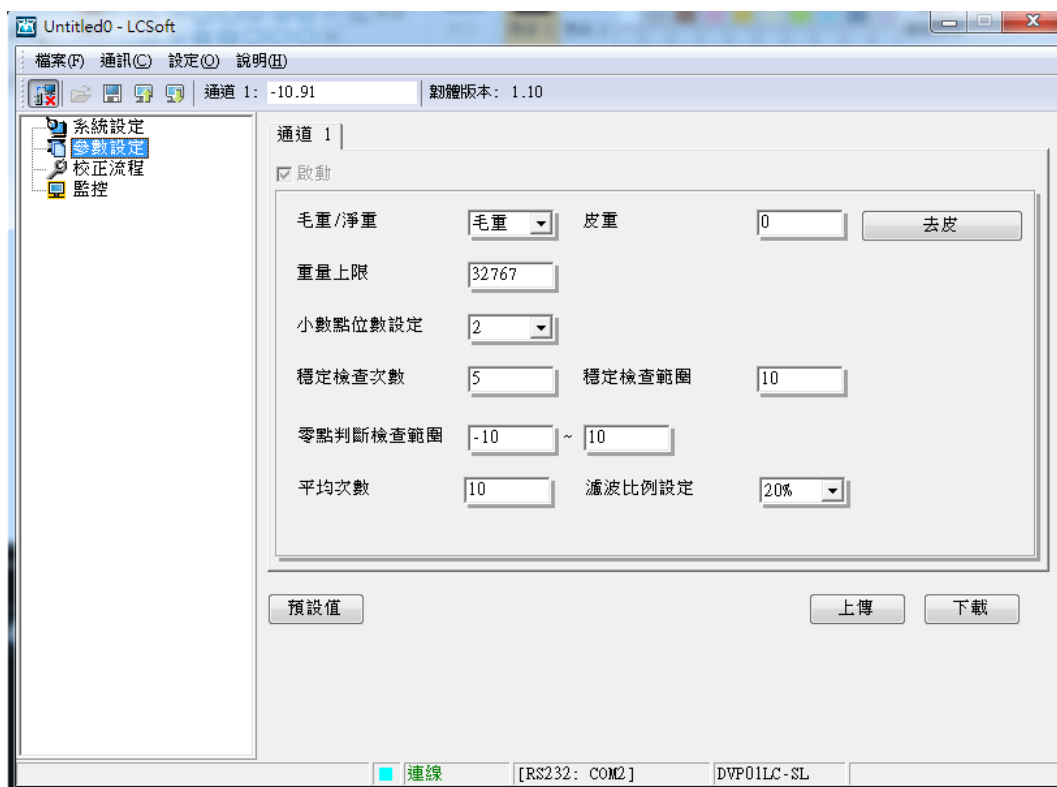 Untitled0 - LCSoft
檔案(F) 通訊(C) 設定(O) 說明(H)
通道 1: -10.91 韌體版本: 1.10
系統設定
參數設定
校正流程
監控
通道 1
啟動
毛重/淨重 毛重 皮重 0 去皮
重量上限 32767
小數點位數設定 2
穩定檢查次數 5 穩定檢查範圍 10
零點判斷檢查範圍 -10 ~ 10
平均次數 10 濾波比例設定 20%
預設值 上傳 下載
連線 [RS232: COM2] DVP01LC-SL